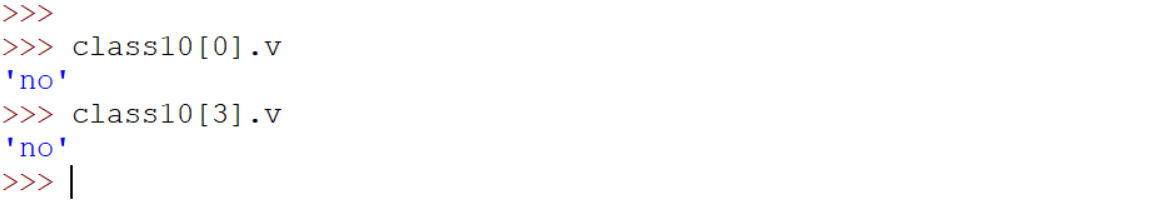 >>>
>>> class10[0].v
'no'
>>> class10[3].v
'no'
>>>